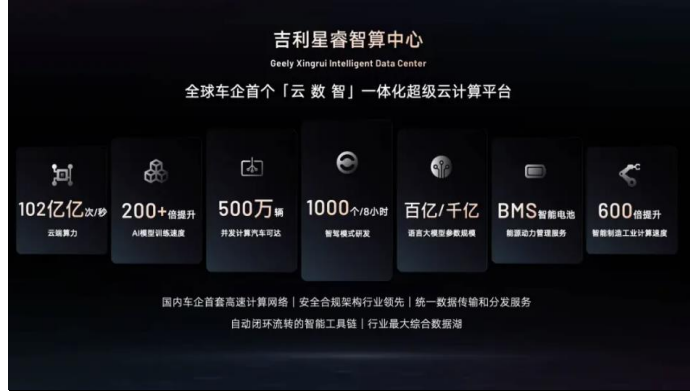 吉利星睿智算中心
Geely Xingrui Intelligent Data Center
全球车企首个「云 数 智」一体化超级云计算平台
102亿亿次/秒
云端算力
200+倍提升
AI模型训练速度
500万辆
并发计算汽车可达
1000个/8小时
智驾模式研发
百亿/千亿
语言大模型参数规模
BMS智能电池
能源动力管理服务
600倍提升
智能制造工业计算速度
国内车企首套高速计算网络 | 安全合规架构行业领先 | 统一数据传输和分发服务
自动闭环流转的智能工具链 | 行业最大综合数据湖